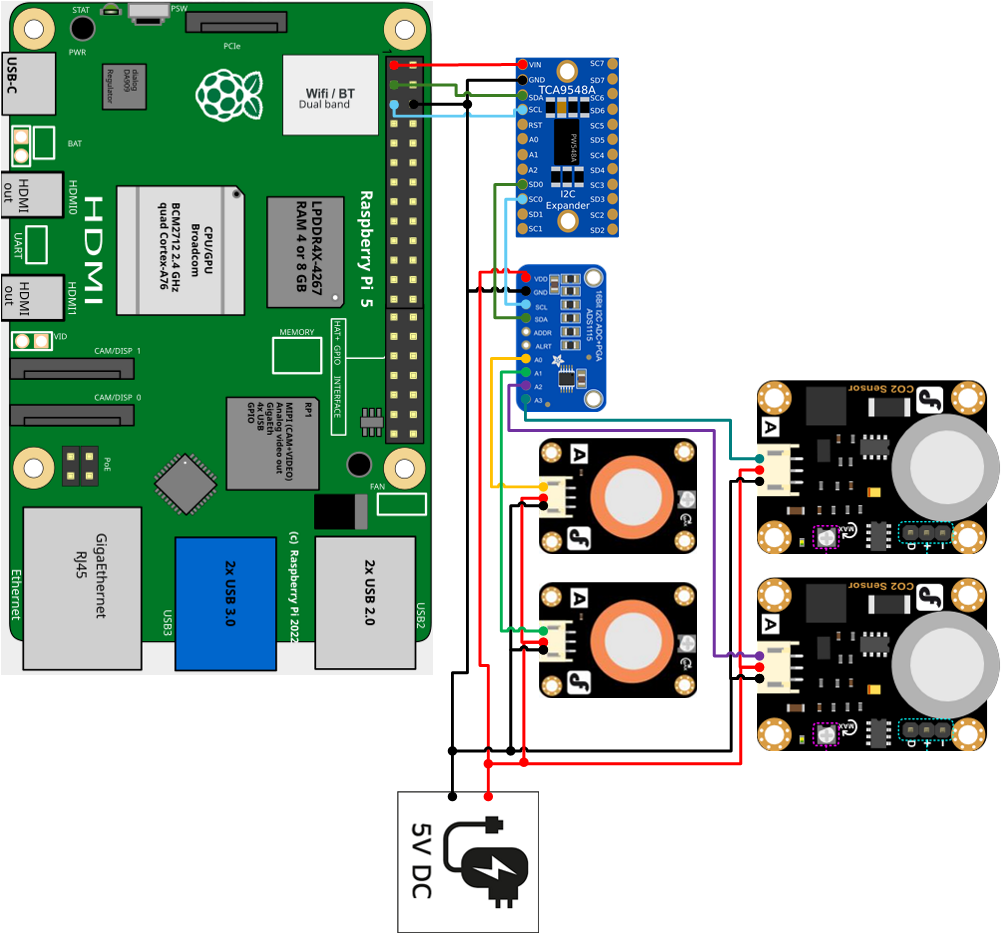 STAT
PSW
PWR
PCIe
1
USB-C
dialog
DA909
Regulator
Wifi / BT
Dual band
BAT
HDMI
out
HDMI0
HDMI
UART
HDMI
out
HDMI1
CPU/GPU
Broadcom
BCM2712 2.4 GHz
quad Cortex-A76
LPDDR4X-4267
RAM 4 or 8 GB
Raspberry Pi 5
VID
MEMORY
HAT+ GPIO INTERFACE
CAM/DISP 1
CAM/DISP 0
RP1
MIPI (CAM+VIDEO)
Analog video out
GigaEth
4x USB
GPIO
PoE
FAN
GigaEthernet
RJ45
Ethernet
2x USB 3.0
USB3
(c) Raspberry Pi 2022
2x USB 2.0
USB2
VIN
GND
SDA
SCL
RST
A0
A1
A2
SD0
SC0
SD1
SC1
TCA9548A
PW548A
I2C
Expander
SC7
SD7
SC6
SD6
SC5
SD5
SC4
SD4
SC3
SD3
SC2
SD2
VDD
GND
SCL
SDA
ADDR
ALRT
A0
A1
A2
A3
16Bit I2C ADC+PGA
ADS1115
A
A
CO2 Sensor
A
MAX
D + -
CO2 Sensor
A
MAX
D + -
5V DC